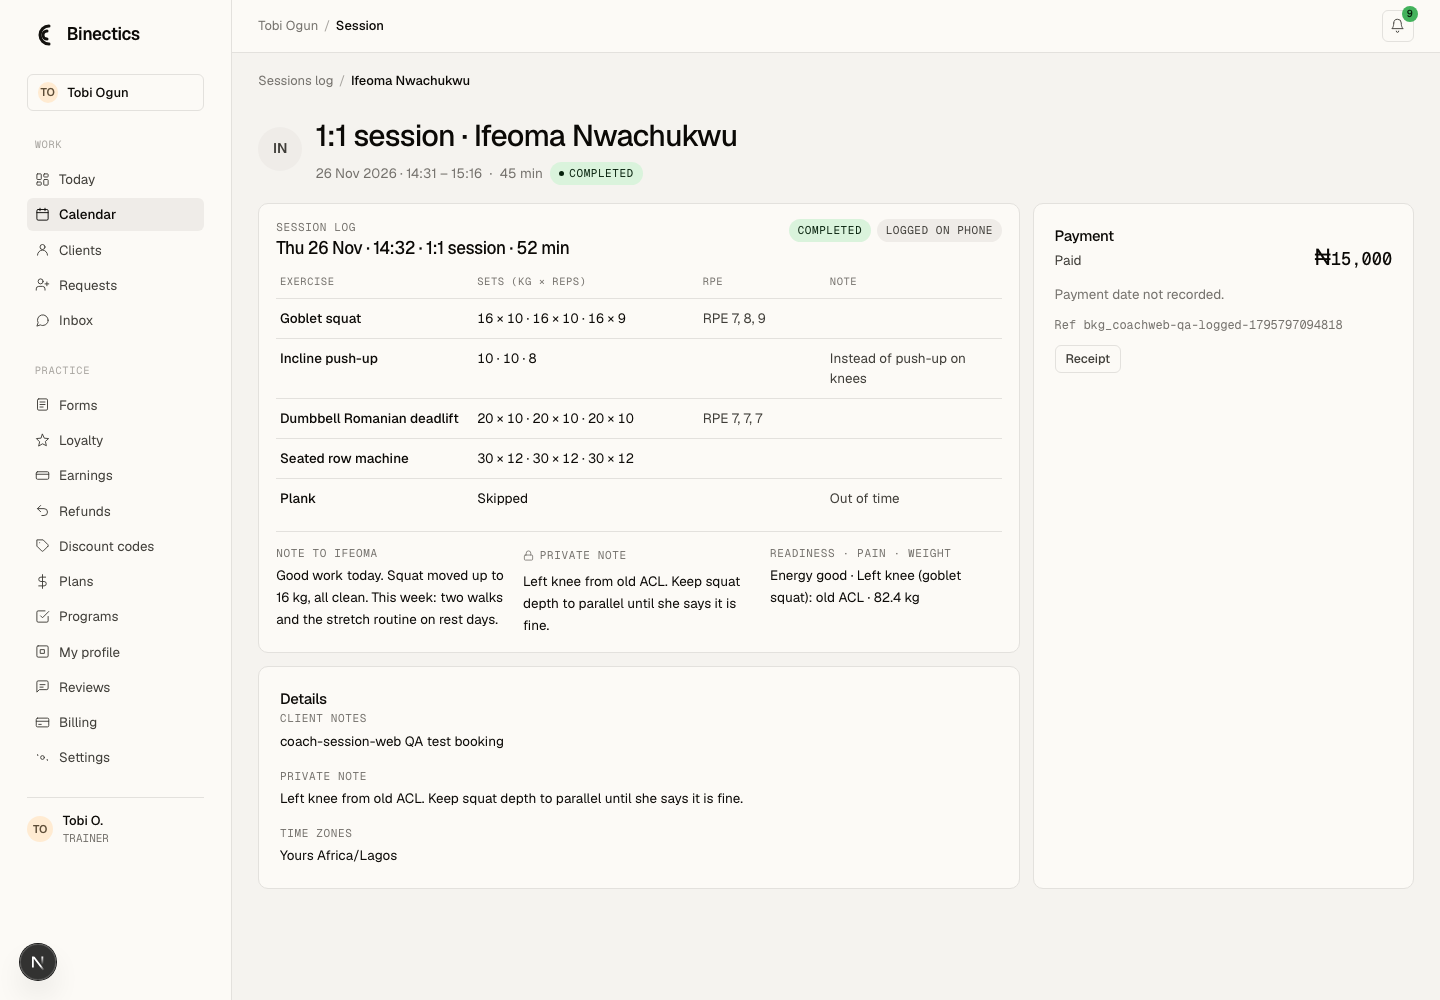 Binectics
TO Tobi Ogun
WORK
Today
Calendar
Clients
Requests
Inbox
PRACTICE
Forms
Loyalty
Earnings
Refunds
Discount codes
Plans
Programs
My profile
Reviews
Billing
Settings
TO Tobi O.
TRAINER
N
Tobi Ogun / Session
9
Sessions log / Ifeoma Nwachukwu
IN
1:1 session · Ifeoma Nwachukwu
26 Nov 2026 · 14:31 – 15:16 · 45 min COMPLETED
SESSION LOG
COMPLETED LOGGED ON PHONE
Thu 26 Nov · 14:32 · 1:1 session · 52 min
EXERCISE SETS (KG × REPS) RPE NOTE
Goblet squat 16 × 10 · 16 × 10 · 16 × 9 RPE 7, 8, 9
Incline push-up 10 · 10 · 8 Instead of push-up on
knees
Dumbbell Romanian deadlift 20 × 10 · 20 × 10 · 20 × 10 RPE 7, 7, 7
Seated row machine 30 × 12 · 30 × 12 · 30 × 12
Plank Skipped Out of time
NOTE TO IFEOMA
Good work today. Squat moved up to
16 kg, all clean. This week: two walks
and the stretch routine on rest days.
PRIVATE NOTE
Left knee from old ACL. Keep squat
depth to parallel until she says it is
fine.
READINESS · PAIN · WEIGHT
Energy good · Left knee (goblet
squat): old ACL · 82.4 kg
Details
CLIENT NOTES
coach-session-web QA test booking
PRIVATE NOTE
Left knee from old ACL. Keep squat depth to parallel until she says it is fine.
TIME ZONES
Yours Africa/Lagos
Payment
Paid ₦15,000
Payment date not recorded.
Ref bkg_coachweb-qa-logged-1795797094818
Receipt